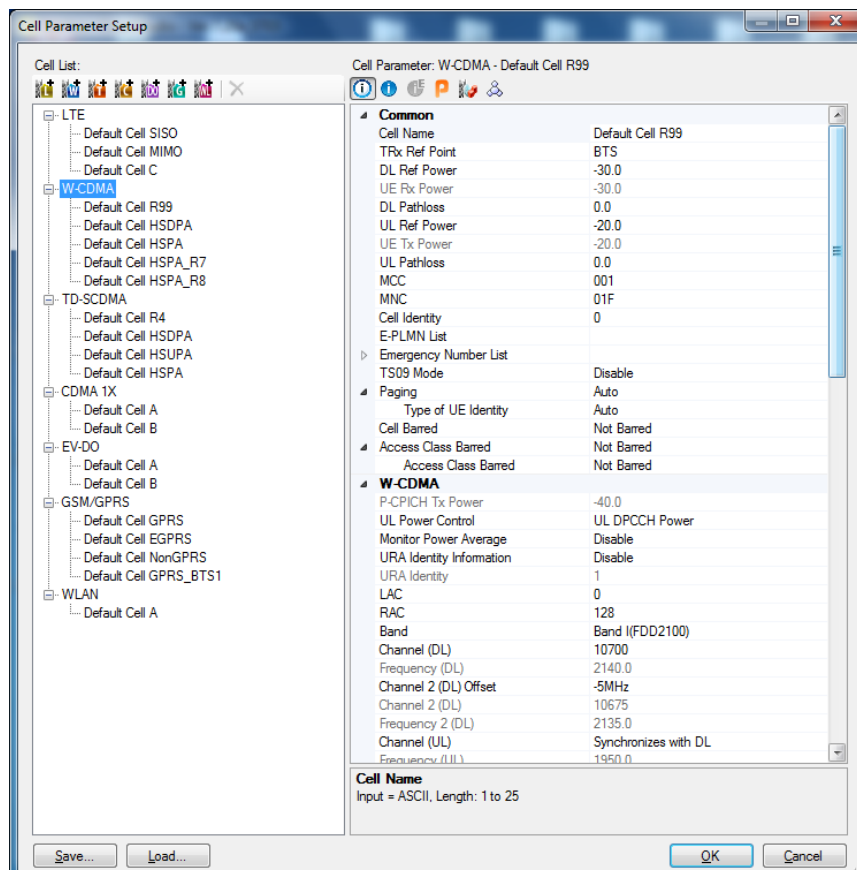 Cell Parameter Setup
Cell List:
LTE
Default Cell SISO
Default Cell MIMO
Default Cell C
W-CDMA
Default Cell R99
Default Cell HSDPA
Default Cell HSPA
Default Cell HSPA_R7
Default Cell HSPA_R8
TD-SCDMA
Default Cell R4
Default Cell HSDPA
Default Cell HSUPA
Default Cell HSPA
CDMA 1X
Default Cell A
Default Cell B
EV-DO
Default Cell A
Default Cell B
GSM/GPRS
Default Cell GPRS
Default Cell EGPRS
Default Cell NonGPRS
Default Cell GPRS_BTS1
WLAN
Default Cell A
Cell Parameter: W-CDMA - Default Cell R99
Common
Cell Name Default Cell R99
TRx Ref Point BTS
DL Ref Power -30.0
UE Rx Power -30.0
DL Pathloss 0.0
UL Ref Power -20.0
UE Tx Power -20.0
UL Pathloss 0.0
MCC 001
MNC 01F
Cell Identity 0
E-PLMN List
Emergency Number List
TS09 Mode Disable
Paging Auto
Type of UE Identity Auto
Cell Barred Not Barred
Access Class Barred Not Barred
Access Class Barred Not Barred
W-CDMA
P-CPICH Tx Power -40.0
UL Power Control UL DPCCH Power
Monitor Power Average Disable
URA Identity Information Disable
URA Identity 1
LAC 0
RAC 128
Band Band I(FDD2100)
Channel (DL) 10700
Frequency (DL) 2140.0
Channel 2 (DL) Offset -5MHz
Channel 2 (DL) 10675
Frequency 2 (DL) 2135.0
Channel (UL) Synchronizes with DL
Frequency (UL) 1950.0
Cell Name
Input = ASCII, Length: 1 to 25
Save... Load... OK Cancel